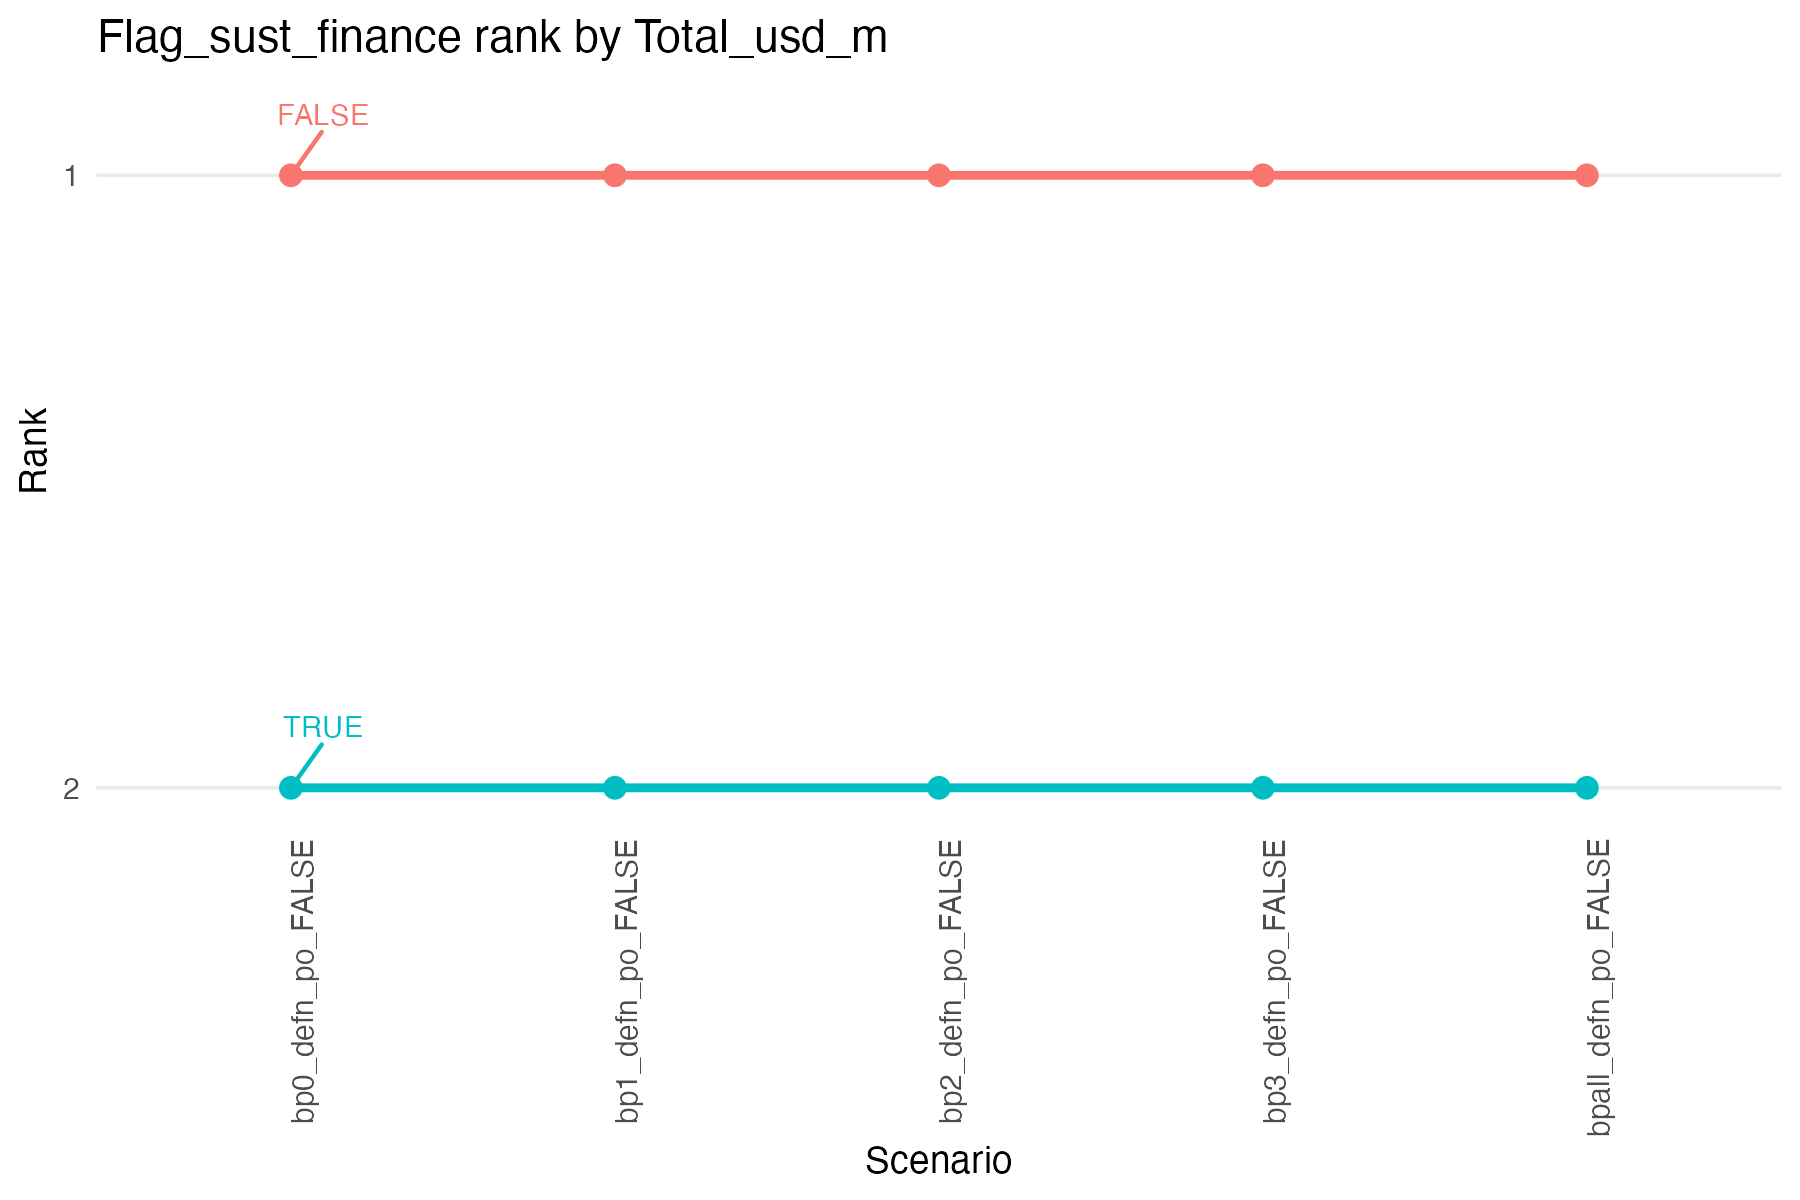 Flag_sust_finance rank by Total_usd_m
FALSE
1
Rank
TRUE
2
bp0_defn_po_FALSE
bp1_defn_po_FALSE
bp2_defn_po_FALSE
bp3_defn_po_FALSE
bpall_defn_po_FALSE
Scenario